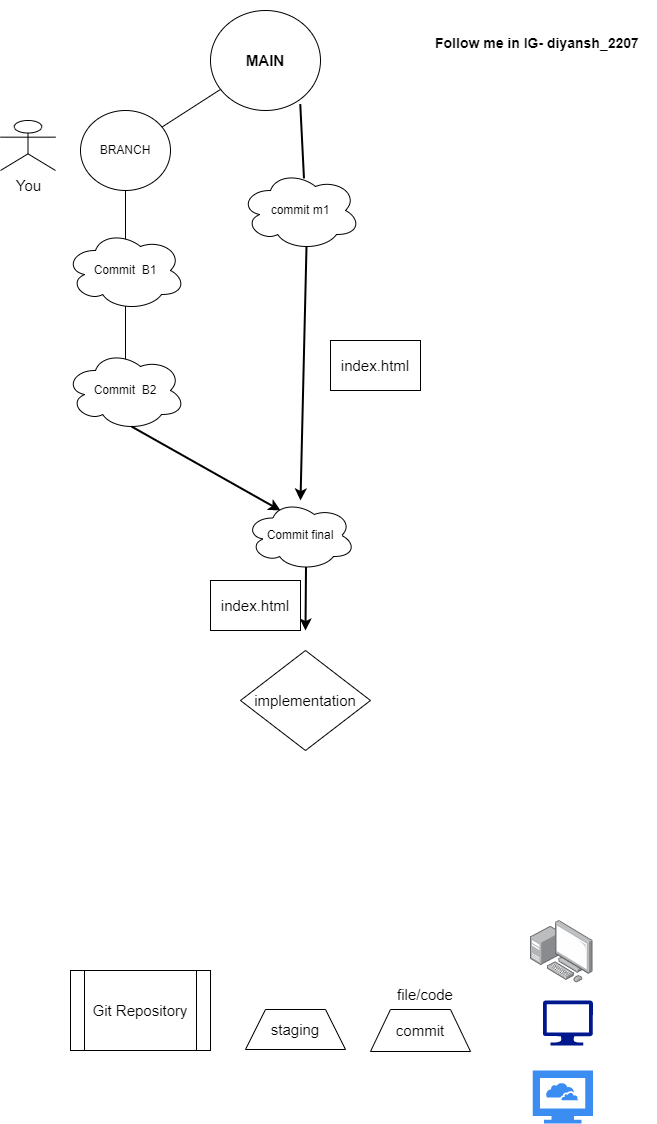 Follow me in IG- diyansh_2207
MAIN
BRANCH
You
commit m1
Commit B1
index.html
Commit B2
Commit final
index.html
implementation
file/code
Git Repository
staging
commit